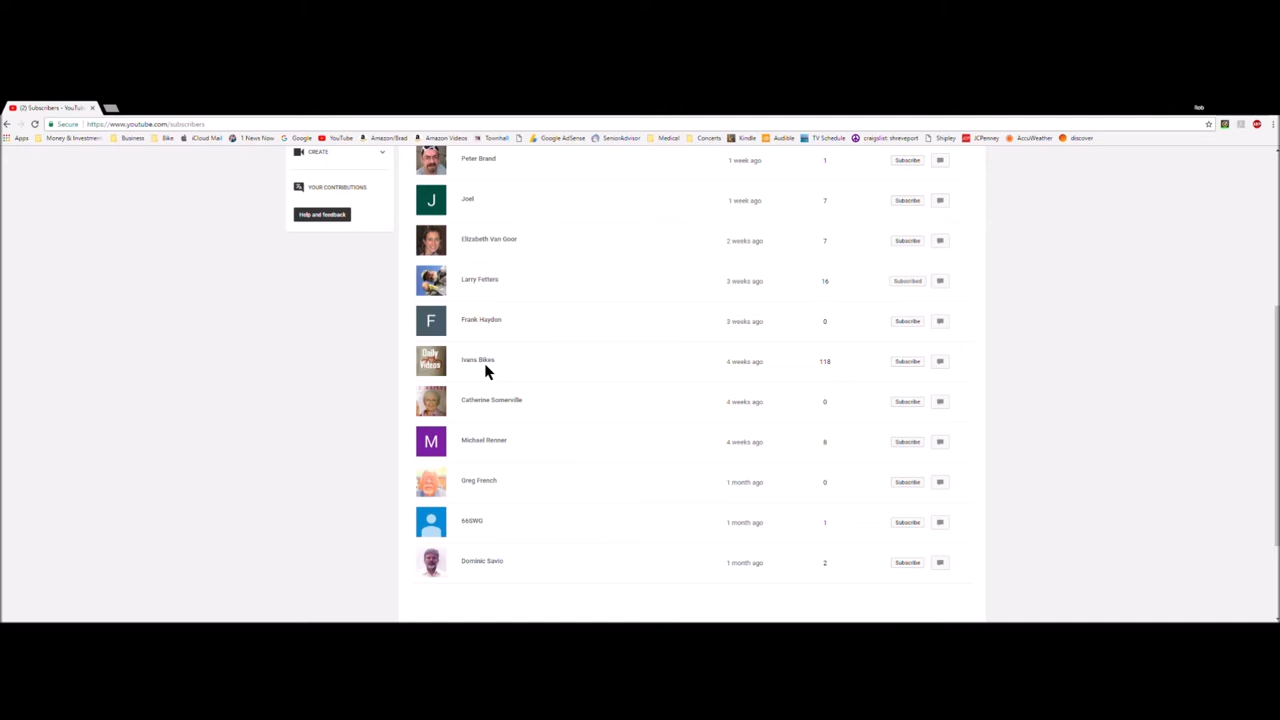 (2) Subscribers - YouTu
Rob
Secure https://www.youtube.com/subscribers
Apps Money & Investment Business Bike iCloud Mail 1 News Now Google YouTube Amazon/Brad Amazon Videos Townhall Google AdSense SeniorAdvisor Medical Concerts Kindle Audible TV Schedule craigslist: shreveport Shipley JCPenney AccuWeather discover
CREATE
YOUR CONTRIBUTIONS
Help and feedback
Peter Brand 1 week ago 1 Subscribe
J Joel 1 week ago 7 Subscribe
Elizabeth Van Goor 2 weeks ago 7 Subscribe
Larry Fetters 3 weeks ago 16 Subscribed
F Frank Haydon 3 weeks ago 0 Subscribe
Daily Videos Ivans Bikes 4 weeks ago 118 Subscribe
Catherine Somerville 4 weeks ago 0 Subscribe
M Michael Renner 4 weeks ago 8 Subscribe
Greg French 1 month ago 0 Subscribe
66SWG 1 month ago 1 Subscribe
Dominic Savio 1 month ago 2 Subscribe